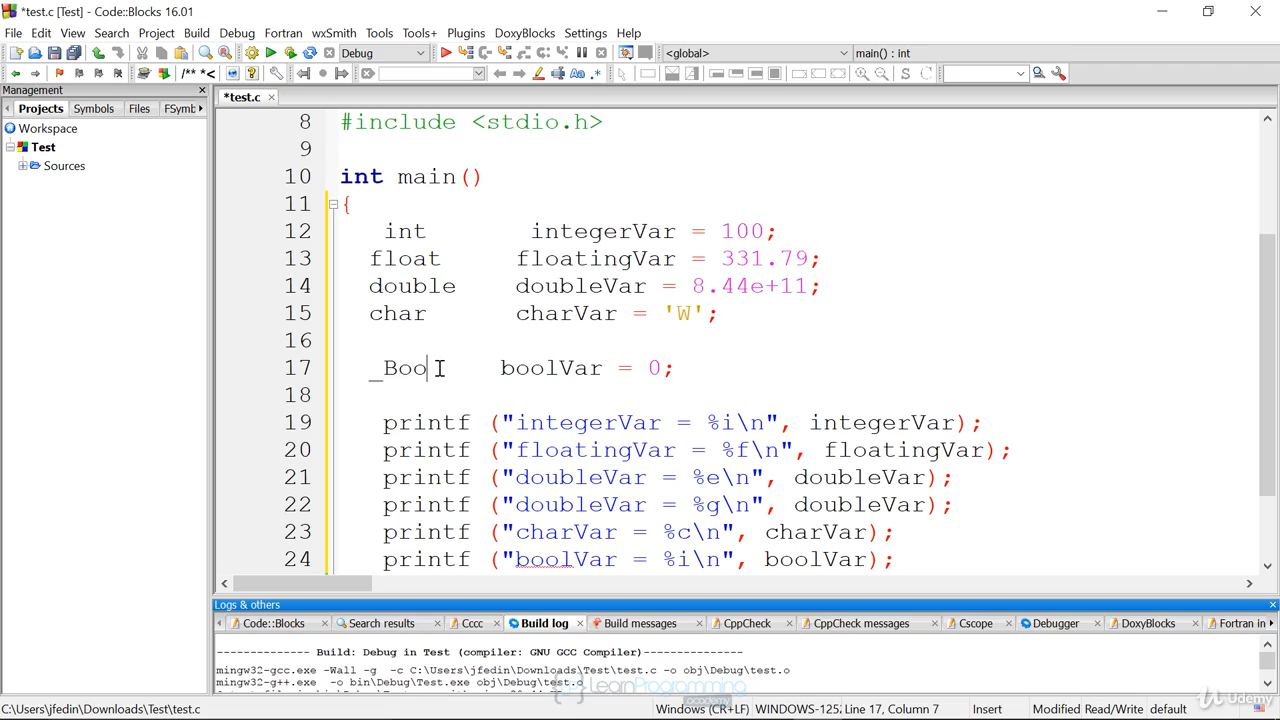 *test.c [Test] - Code::Blocks 16.01
File Edit View Search Project Build Debug Fortran wxSmith Tools Tools+ Plugins DoxyBlocks Settings Help
Debug <global> main() : int
/** *<
Management
Projects Symbols Files FSymb
*test.c
Workspace
Test
Sources
8 #include <stdio.h>
9
10 int main()
11 {
12 int integerVar = 100;
13 float floatingVar = 331.79;
14 double doubleVar = 8.44e+11;
15 char charVar = 'W';
16
17 _Boo boolVar = 0;
18
19 printf ("integerVar = %i\n", integerVar);
20 printf ("floatingVar = %f\n", floatingVar);
21 printf ("doubleVar = %e\n", doubleVar);
22 printf ("doubleVar = %g\n", doubleVar);
23 printf ("charVar = %c\n", charVar);
24 printf ("boolVar = %i\n", boolVar);
Logs & others
Code::Blocks Search results Cccc Build log Build messages CppCheck CppCheck messages Cscope Debugger DoxyBlocks Fortran in
-------------- Build: Debug in Test (compiler: GNU GCC Compiler)---------------
mingw32-gcc.exe -Wall -g -c C:\Users\jfedin\Downloads\Test\test.c -o obj\Debug\test.o
mingw32-g++.exe -o bin\Debug\Test.exe obj\Debug\test.o
LearnProgramming
academy
Udemy
C:\Users\jfedin\Downloads\Test\test.c Windows (CR+LF) WINDOWS-125 Line 17, Column 7 Insert Modified Read/Write default